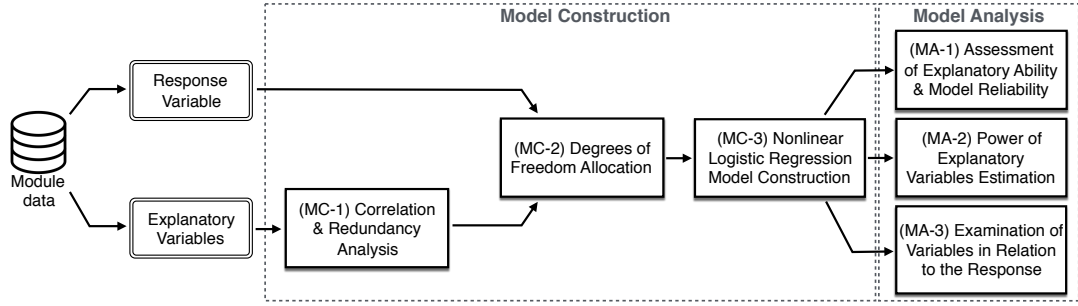 Model Construction
Model Analysis
Module
data
Response
Variable
Explanatory
Variables
(MC-1) Correlation
& Redundancy
Analysis
(MC-2) Degrees of
Freedom Allocation
(MC-3) Nonlinear
Logistic Regression
Model Construction
(MA-1) Assessment
of Explanatory Ability
& Model Reliability
(MA-2) Power of
Explanatory
Variables Estimation
(MA-3) Examination of
Variables in Relation
to the Response